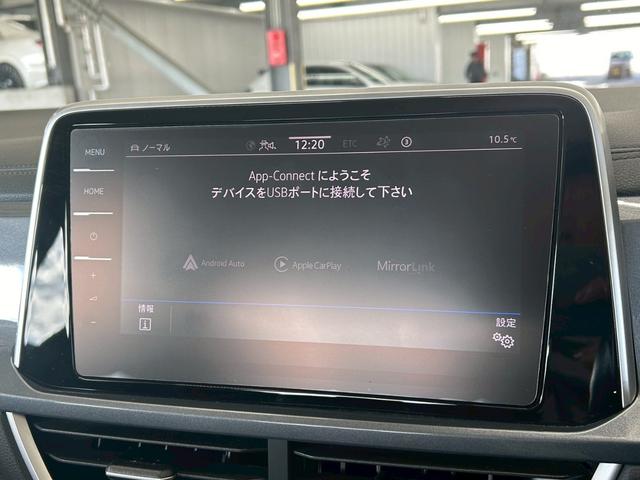 MENU
ノーマル
12:20
ETC
10.5℃
HOME
App-Connect にようこそ
デバイスをUSBポートに接続して下さい
Android Auto
Apple CarPlay
MirrorLink
情報
設定